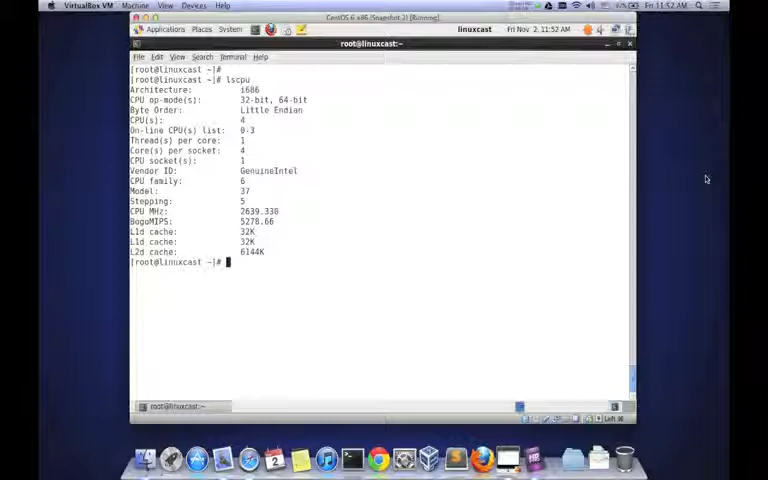 VirtualBox VM Machine View Devices Help
Fri 11:52 AM
CentOS 6 x86 (Snapshot 2) [Running]
Applications Places System
linuxcast Fri Nov 2, 11:52 AM
root@linuxcast:~
File Edit View Search Terminal Help
[root@linuxcast ~]#
[root@linuxcast ~]# lscpu
Architecture: i686
CPU op-mode(s): 32-bit, 64-bit
Byte Order: Little Endian
CPU(s): 4
On-line CPU(s) list: 0-3
Thread(s) per core: 1
Core(s) per socket: 4
CPU socket(s): 1
Vendor ID: GenuineIntel
CPU family: 6
Model: 37
Stepping: 5
CPU MHz: 2639.330
BogoMIPS: 5278.66
L1d cache: 32K
L1d cache: 32K
L2d cache: 6144K
[root@linuxcast ~]#
root@linuxcast:~
Left ⌘
2